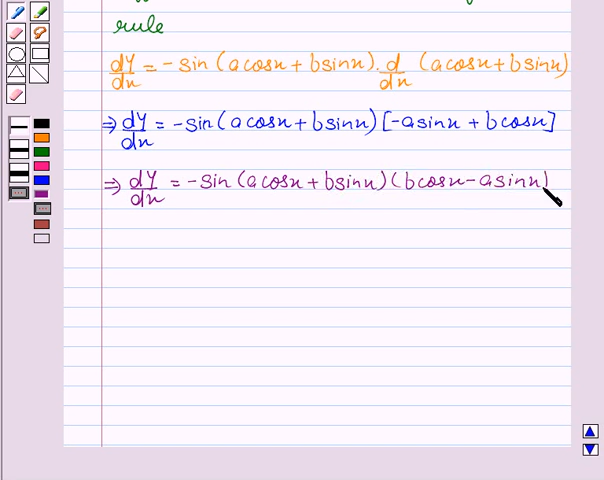 rule
dy/dx = -sin (acosx + bsinx). d/dx (acosx + bsinx)
⇒ dy/dx = -sin (acosx + bsinx) [-asinx + bcosx]
⇒ dy/dx = -sin (acosx + bsinx) (bcosx - asinx)